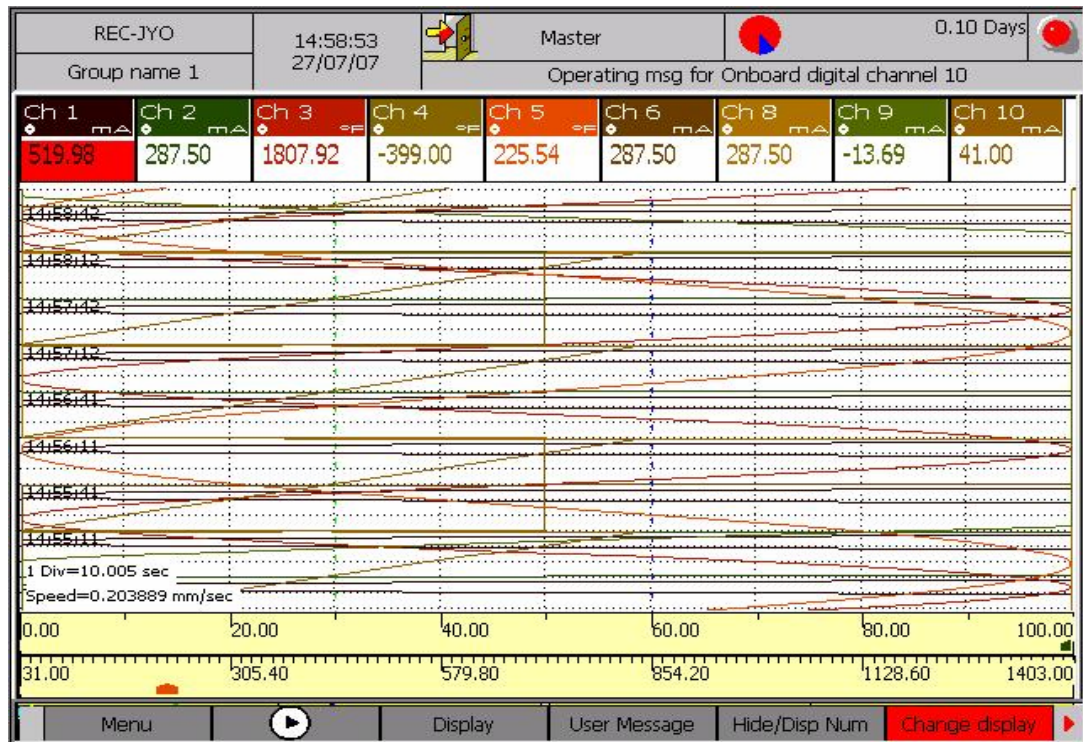 REC-JYO
Group name 1
14:58:53
27/07/07
Master
0.10 Days
Operating msg for Onboard digital channel 10
Ch 1 mA
519.98
Ch 2 mA
287.50
Ch 3 °F
1807.92
Ch 4 °F
-399.00
Ch 5 °F
225.54
Ch 6 mA
287.50
Ch 8 mA
287.50
Ch 9 mA
-13.69
Ch 10 mA
41.00
14:58:42
14:58:12
14:57:42
14:57:12
14:56:41
14:56:11
14:55:41
14:55:11
1 Div=10.005 sec
Speed=0.203889 mm/sec
0.00 20.00 40.00 60.00 80.00 100.00
31.00 305.40 579.80 854.20 1128.60 1403.00
Menu Display User Message Hide/Disp Num Change display